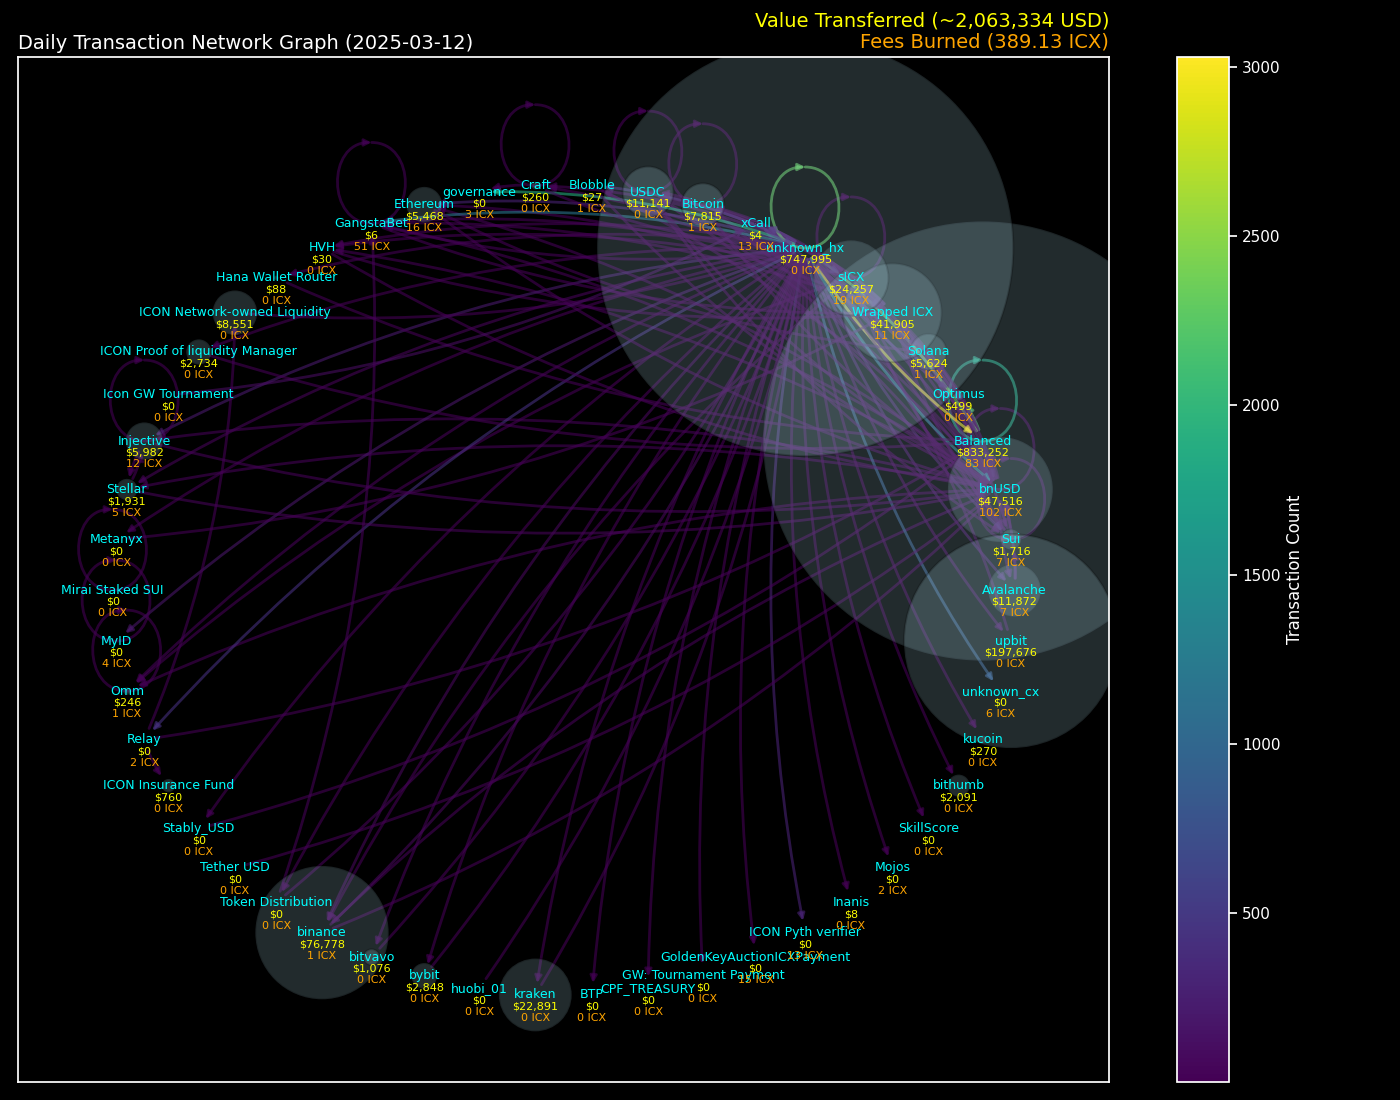 Value Transferred (~2,063,334 USD)
Daily Transaction Network Graph (2025-03-12)
Fees Burned (389.13 ICX)
Craft
$260
0 ICX
Blobble
$27
1 ICX
USDC
$11,141
0 ICX
governance
$0
3 ICX
Ethereum
$5,468
16 ICX
Bitcoin
$7,815
1 ICX
GangstaBet
$6
51 ICX
xCall
$4
13 ICX
HVH
$30
0 ICX
unknown_hx
$747,995
0 ICX
Hana Wallet Router
$88
0 ICX
sICX
$24,257
19 ICX
ICON Network-owned Liquidity
$8,551
0 ICX
Wrapped ICX
$41,905
11 ICX
ICON Proof of liquidity Manager
$2,734
0 ICX
Solana
$5,624
1 ICX
Icon GW Tournament
$0
0 ICX
Optimus
$499
0 ICX
Injective
$5,982
12 ICX
Balanced
$833,252
83 ICX
Stellar
$1,931
5 ICX
bnUSD
$47,516
102 ICX
Metanyx
$0
0 ICX
Sui
$1,716
7 ICX
Mirai Staked SUI
$0
0 ICX
Avalanche
$11,872
7 ICX
MyID
$0
4 ICX
upbit
$197,676
0 ICX
Omm
$246
1 ICX
unknown_cx
$0
6 ICX
Relay
$0
2 ICX
kucoin
$270
0 ICX
ICON Insurance Fund
$760
0 ICX
bithumb
$2,091
0 ICX
Stably_USD
$0
0 ICX
SkillScore
$0
0 ICX
Tether USD
$0
0 ICX
Mojos
$0
2 ICX
Token Distribution
$0
0 ICX
Inanis
$8
0 ICX
binance
$76,778
1 ICX
ICON Pyth verifier
$0
13 ICX
bitvavo
$1,076
0 ICX
GoldenKeyAuctionICXPayment
$0
15 ICX
bybit
$2,848
0 ICX
GW: Tournament Payment
$0
0 ICX
huobi_01
$0
0 ICX
kraken
$22,891
0 ICX
BTP
$0
0 ICX
CPF_TREASURY
$0
0 ICX
3000
2500
2000
1500
1000
500
Transaction Count